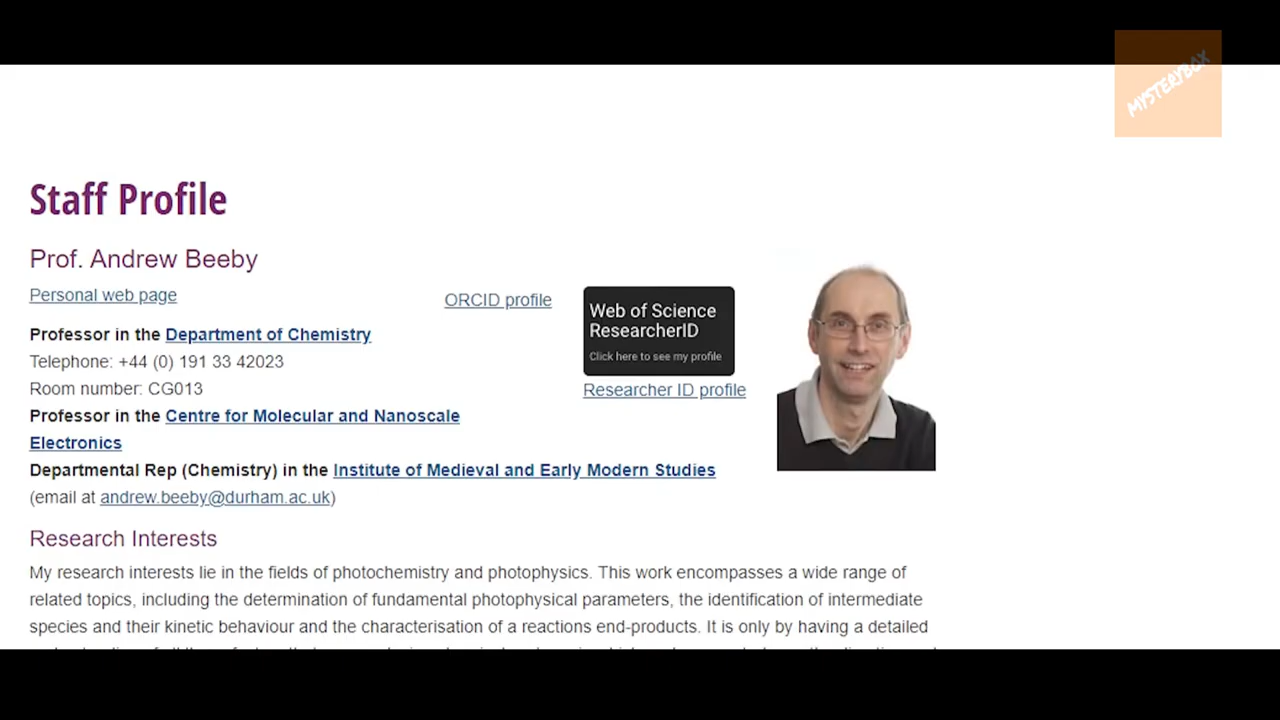 MYSTERYBOX
Staff Profile
Prof. Andrew Beeby
Personal web page
ORCID profile
Web of Science
ResearcherID
Click here to see my profile
Researcher ID profile
Professor in the Department of Chemistry
Telephone: +44 (0) 191 33 42023
Room number: CG013
Professor in the Centre for Molecular and Nanoscale
Electronics
Departmental Rep (Chemistry) in the Institute of Medieval and Early Modern Studies
(email at andrew.beeby@durham.ac.uk)
Research Interests
My research interests lie in the fields of photochemistry and photophysics. This work encompasses a wide range of
related topics, including the determination of fundamental photophysical parameters, the identification of intermediate
species and their kinetic behaviour and the characterisation of a reactions end-products. It is only by having a detailed